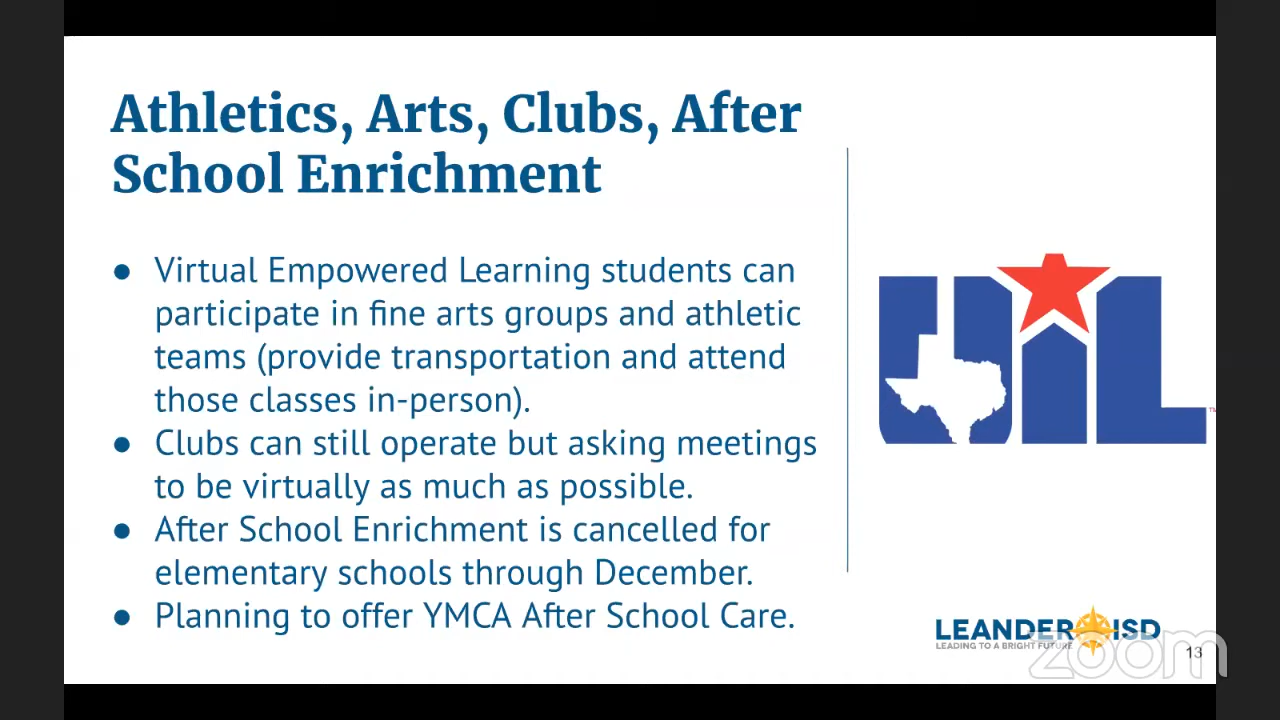 Athletics, Arts, Clubs, After
School Enrichment
● Virtual Empowered Learning students can
participate in fine arts groups and athletic
teams (provide transportation and attend
those classes in-person).
● Clubs can still operate but asking meetings
to be virtually as much as possible.
● After School Enrichment is cancelled for
elementary schools through December.
● Planning to offer YMCA After School Care.
UIL
TM
LEANDER ISD
LEADING TO A BRIGHT FUTURE
zoom
13